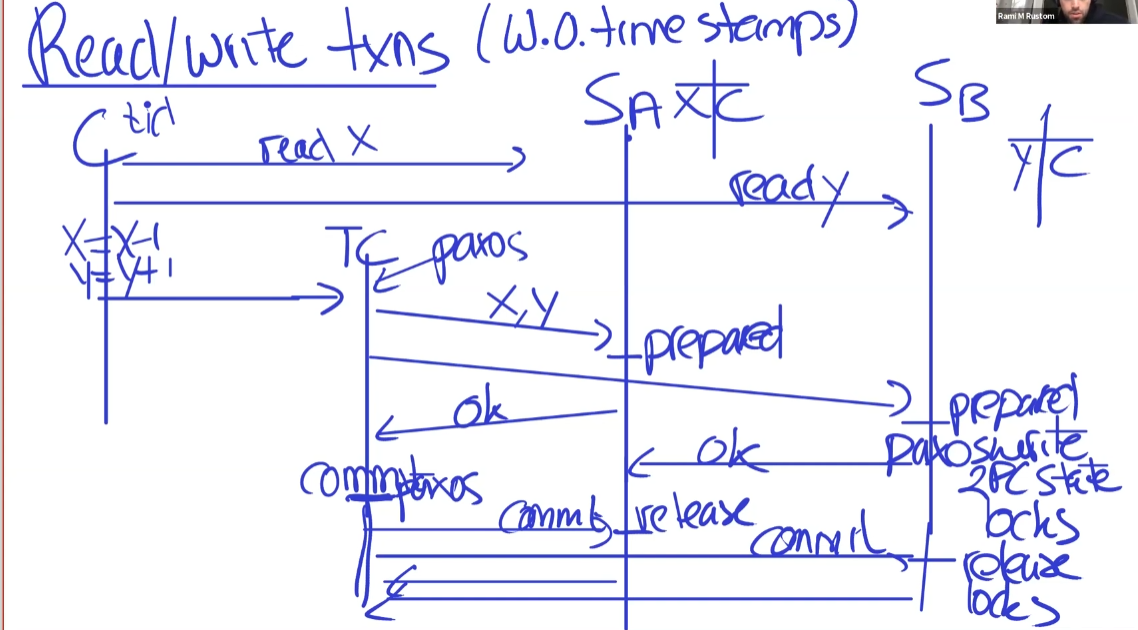 Rami M Rustom
Read/write txns (W.O. time stamps)
C tid
SA X C
SB
Y C
read X
read y
X=X-1
Y=Y+1
TC paxos
X,Y
prepared
prepared
ok
ok
paxos write
2PC state
locks
commit paxos
commit
release
commit
release
locks